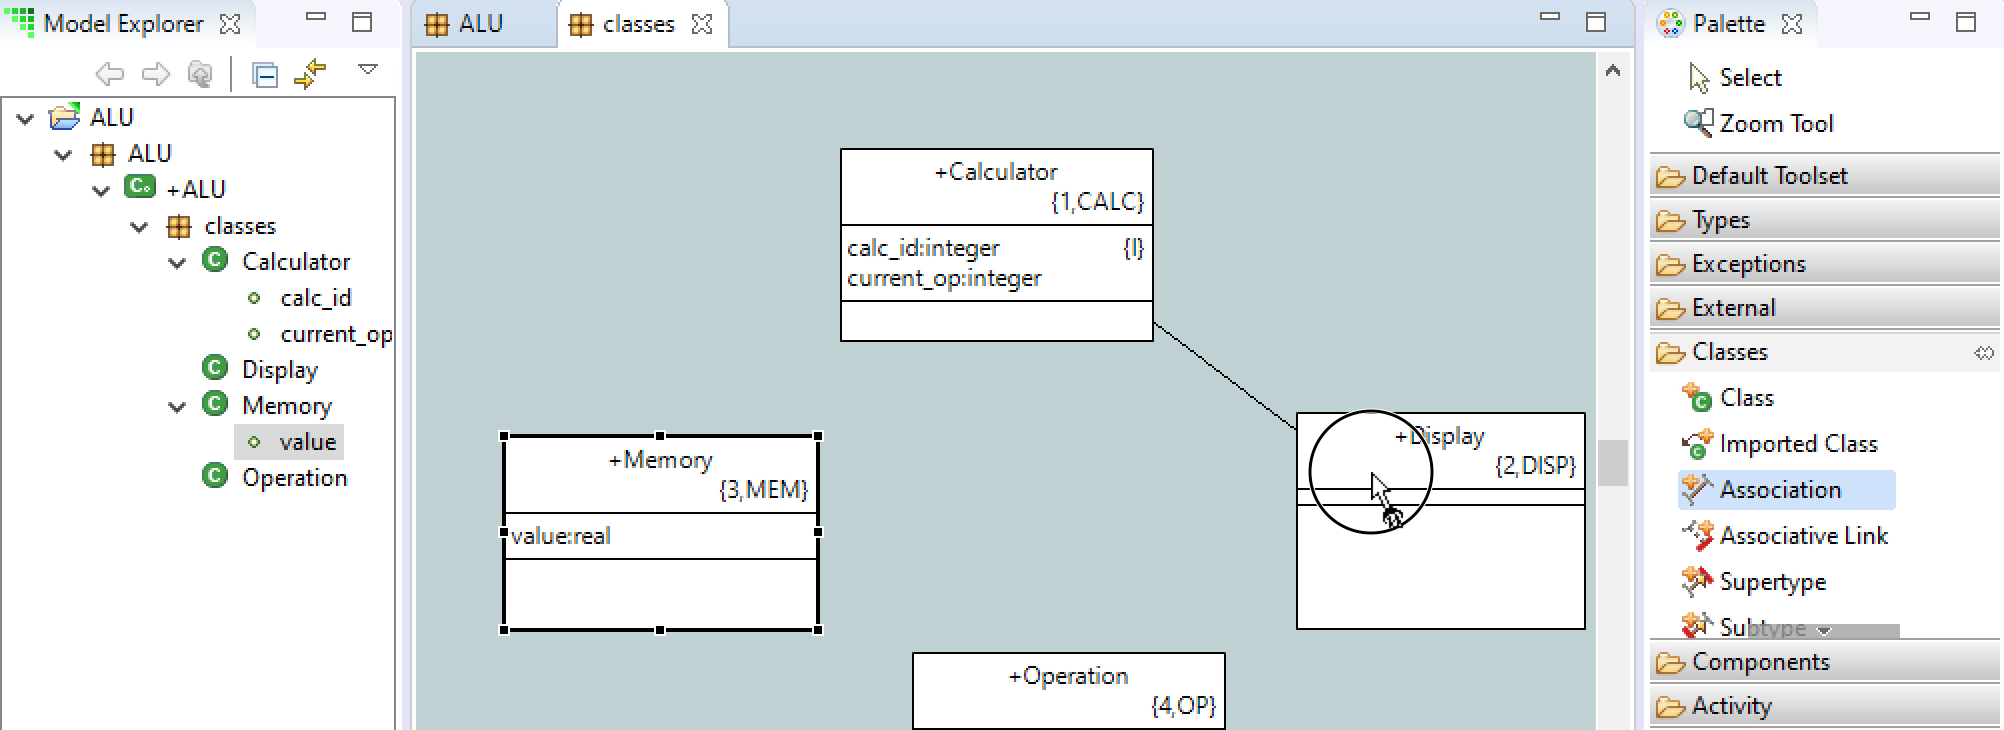 Model Explorer
ALU
ALU
+ALU
classes
Calculator
calc_id
current_op
Display
Memory
value
Operation
ALU
classes
+Calculator
{1,CALC}
calc_id:integer {I}
current_op:integer
+Memory
{3,MEM}
value:real
+Display
{2,DISP}
+Operation
{4,OP}
Palette
Select
Zoom Tool
Default Toolset
Types
Exceptions
External
Classes
Class
Imported Class
Association
Associative Link
Supertype
Subtype
Components
Activity